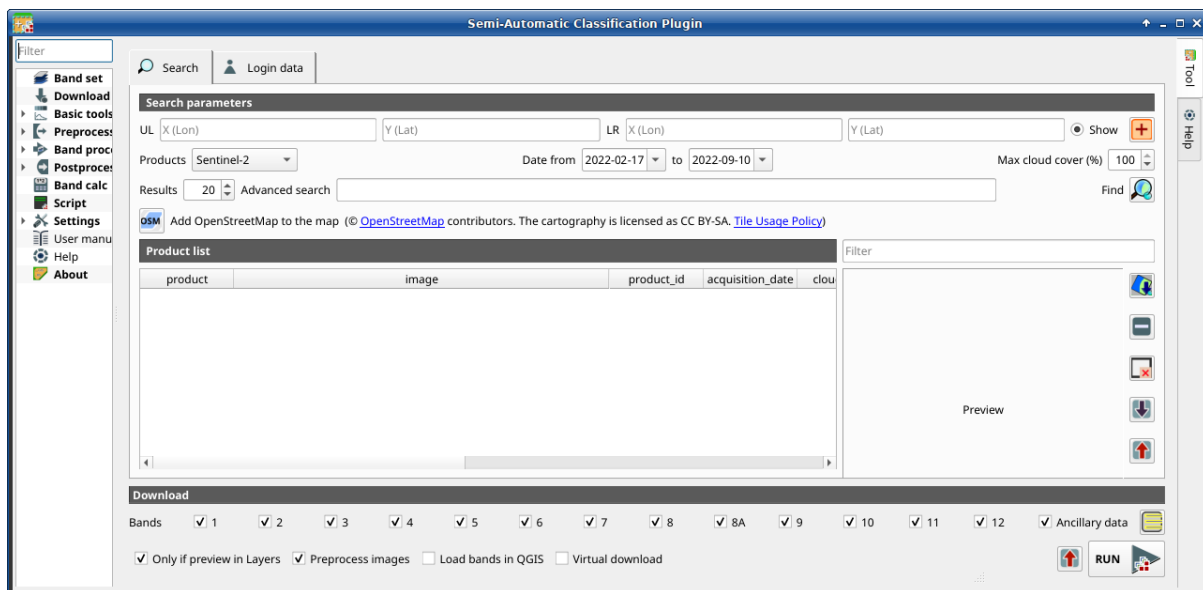 Semi-Automatic Classification Plugin
Filter
Band set
Download
Basic tools
Preprocess
Band proc
Postproces
Band calc
Script
Settings
User manu
Help
About
Search Login data
Search parameters
UL X (Lon) Y (Lat) LR X (Lon) Y (Lat) Show
Products Sentinel-2 Date from 2022-02-17 to 2022-09-10 Max cloud cover (%) 100
Results 20 Advanced search Find
OSM Add OpenStreetMap to the map (© OpenStreetMap contributors. The cartography is licensed as CC BY-SA. Tile Usage Policy)
Product list Filter
product image product_id acquisition_date clou
Preview
Download
Bands 1 2 3 4 5 6 7 8 8A 9 10 11 12 Ancillary data
Only if preview in Layers Preprocess images Load bands in QGIS Virtual download RUN
Tool
Help